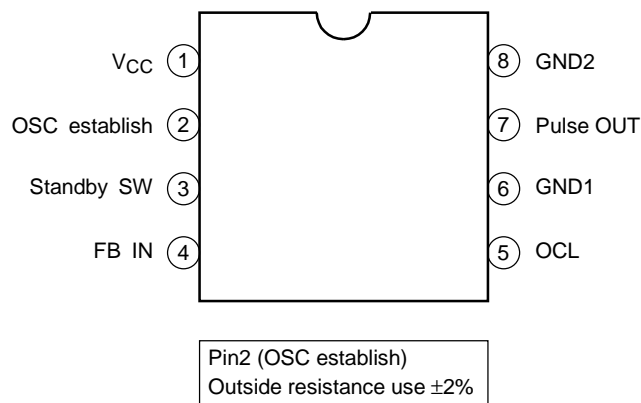 VCC 1 8 GND2
OSC establish 2 7 Pulse OUT
Standby SW 3 6 GND1
FB IN 4 5 OCL
Pin2 (OSC establish)
Outside resistance use ±2%